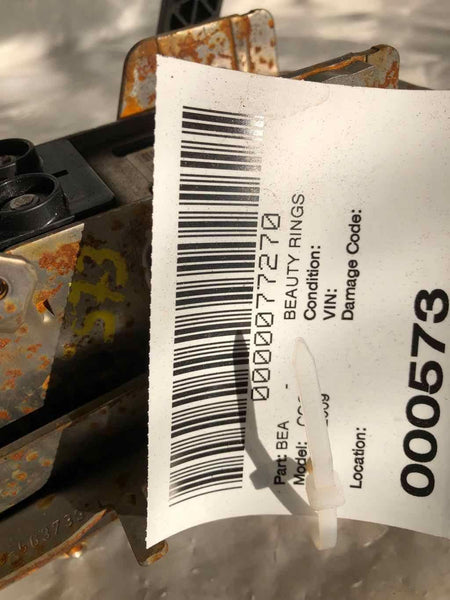 0000077270
Part: BEA - BEAUTY RINGS
Model: Condition:
VIN:
Location: Damage Code:
000573
573